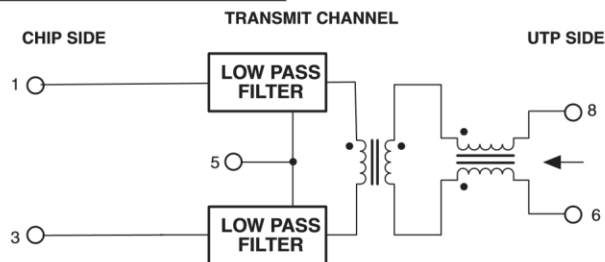 TRANSMIT CHANNEL
CHIP SIDE
UTP SIDE
1
LOW PASS
FILTER
8
5
3
LOW PASS
FILTER
6